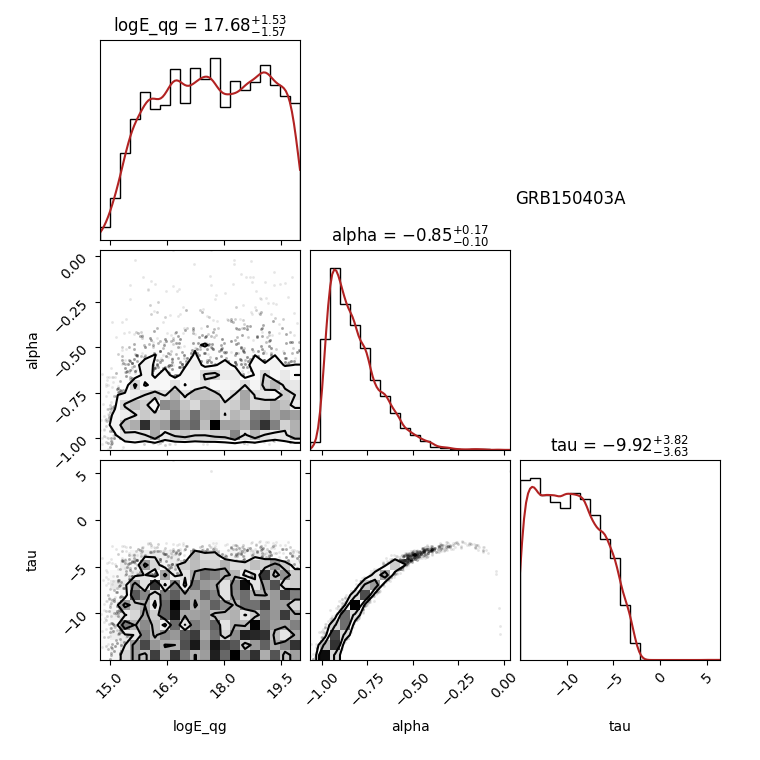 logE_qg = 17.68+1.53−1.57
GRB150403A
alpha = −0.85+0.17−0.10
0.00
−0.25
−0.50
−0.75
−1.00
alpha
tau = −9.92+3.82−3.63
5
0
−5
−10
tau
15.0 16.5 18.0 19.5
−1.00 −0.75 −0.50 −0.25 0.00
−10 −5 0 5
logE_qg alpha tau